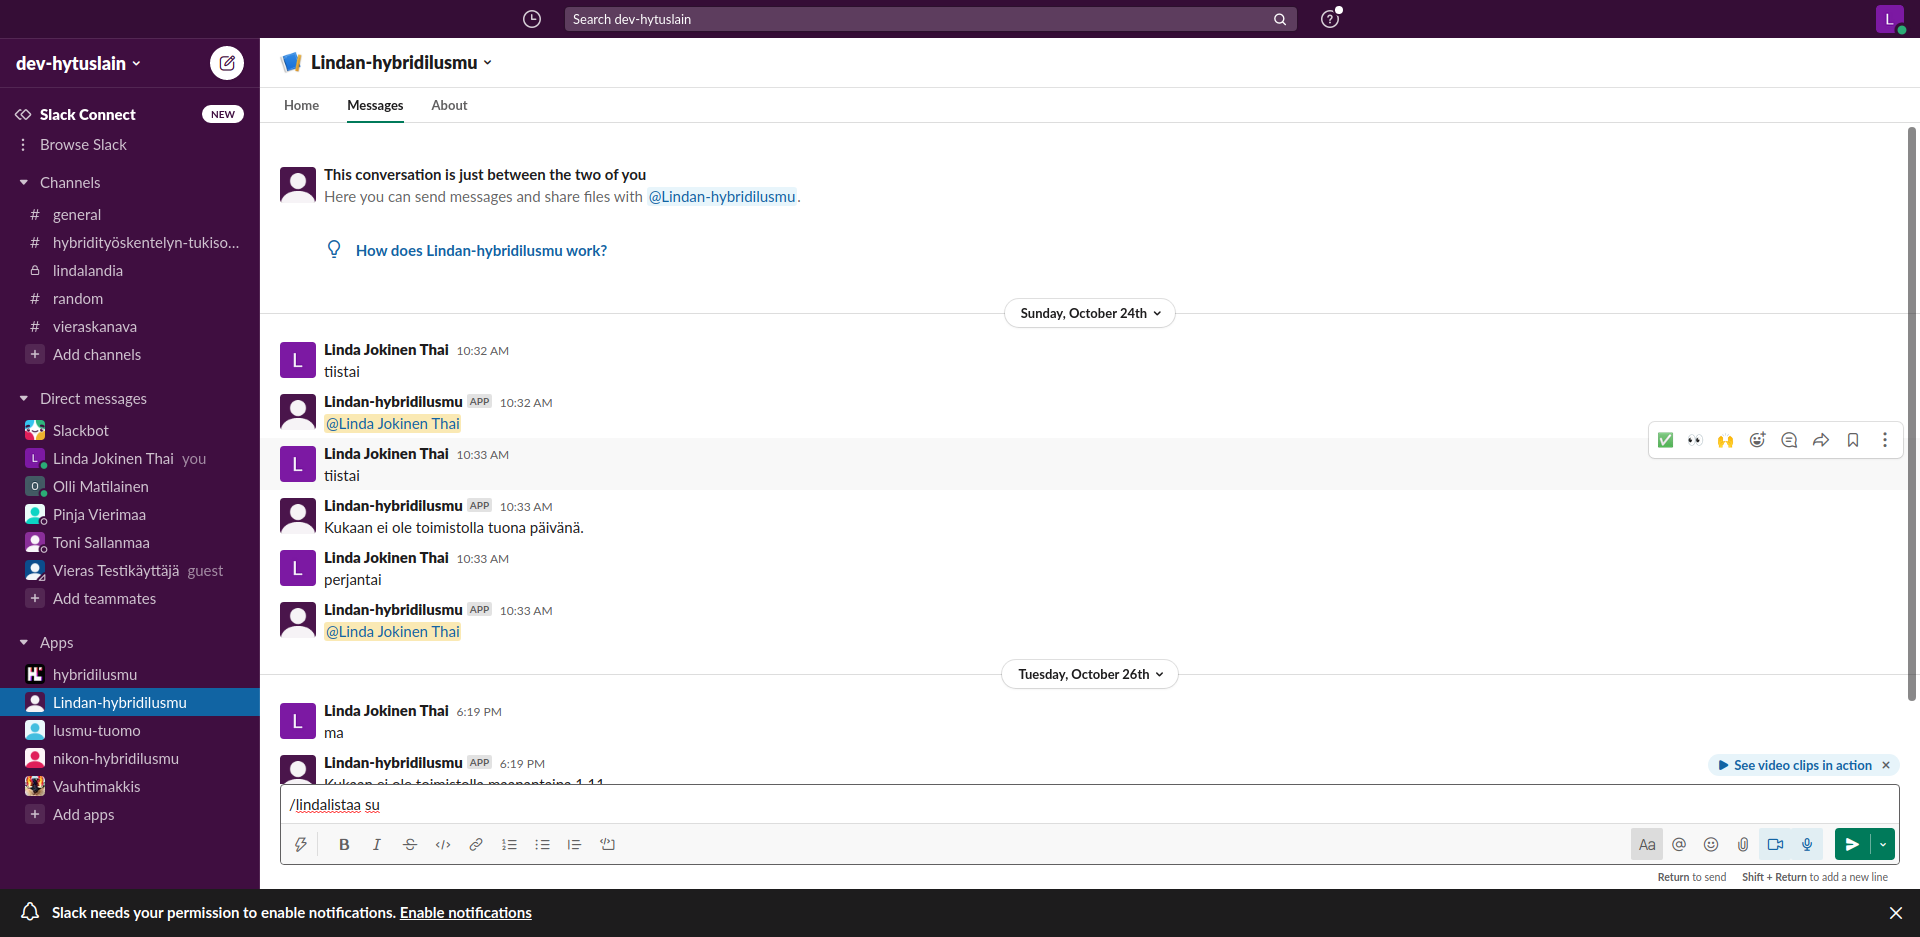 Search dev-hytuslain
L
dev-hytuslain
Slack Connect NEW
Browse Slack
Channels
# general
# hybridityöskentelyn-tukiso...
lindalandia
# random
# vieraskanava
+ Add channels
Direct messages
Slackbot
L Linda Jokinen Thai you
O Olli Matilainen
Pinja Vierimaa
Toni Sallanmaa
Vieras Testikäyttäjä guest
+ Add teammates
Apps
hybridilusmu
Lindan-hybridilusmu
lusmu-tuomo
nikon-hybridilusmu
Vauhtimakkis
+ Add apps
Lindan-hybridilusmu
Home Messages About
This conversation is just between the two of you
Here you can send messages and share files with @Lindan-hybridilusmu.
How does Lindan-hybridilusmu work?
Sunday, October 24th
L Linda Jokinen Thai 10:32 AM
tiistai
Lindan-hybridilusmu APP 10:32 AM
@Linda Jokinen Thai
L Linda Jokinen Thai 10:33 AM
tiistai
Lindan-hybridilusmu APP 10:33 AM
Kukaan ei ole toimistolla tuona päivänä.
L Linda Jokinen Thai 10:33 AM
perjantai
Lindan-hybridilusmu APP 10:33 AM
@Linda Jokinen Thai
Tuesday, October 26th
L Linda Jokinen Thai 6:19 PM
ma
Lindan-hybridilusmu APP 6:19 PM
Kukaan ei ole toimistolla maanantaina 1.11.
See video clips in action
/lindalistaa su
B I S Aa @
Return to send Shift + Return to add a new line
Slack needs your permission to enable notifications. Enable notifications